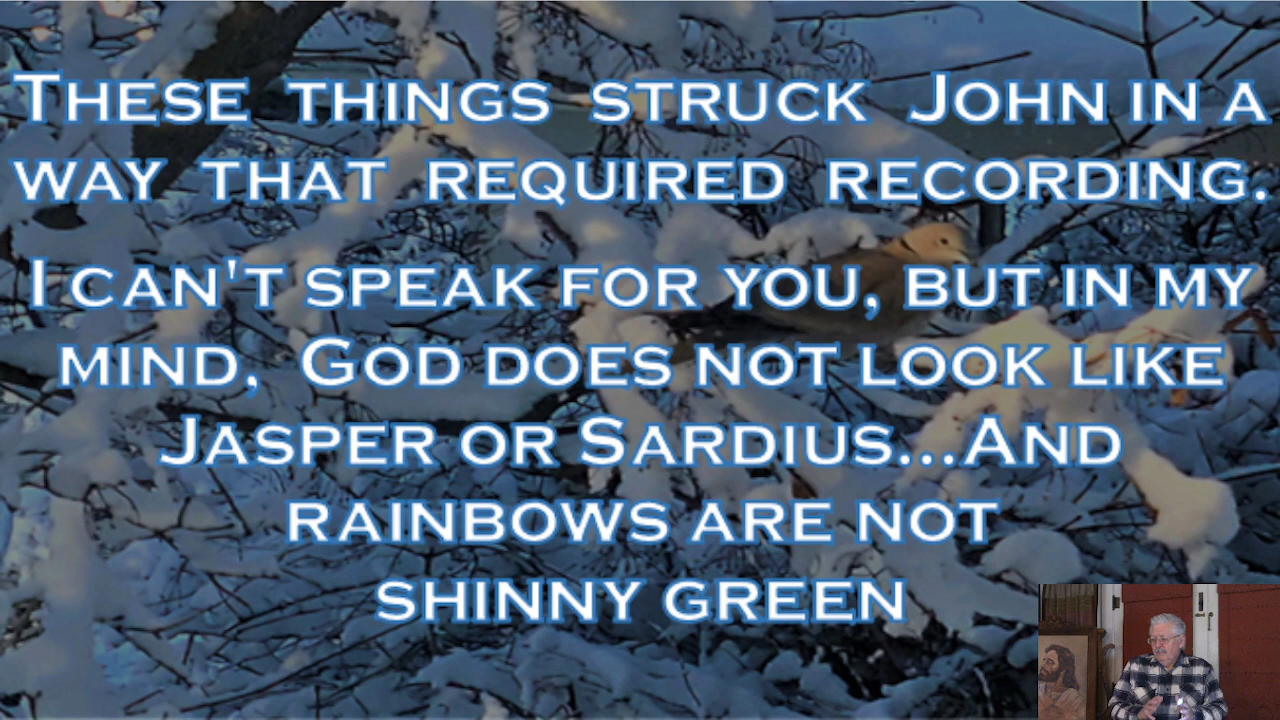 These things struck John in a
way that required recording.
I can't speak for you, but in my
mind, God does not look like
Jasper or Sardius...And
rainbows are not
shinny green